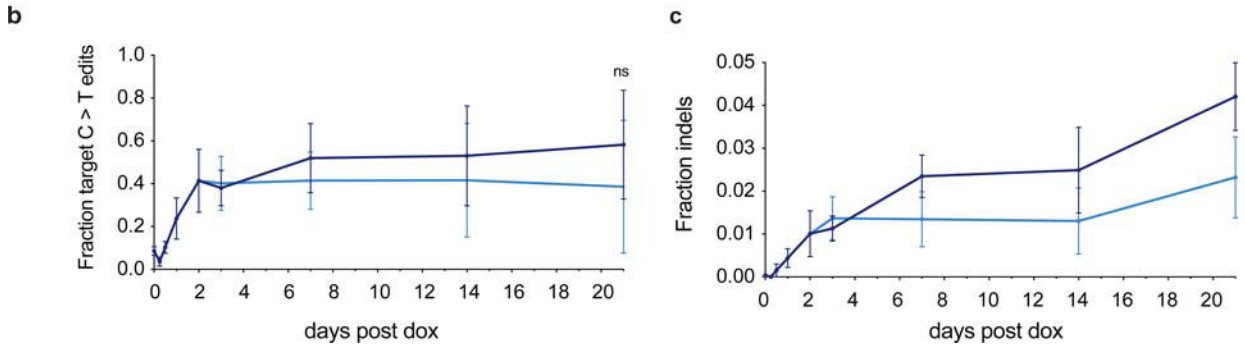 b
Fraction target C > T edits
1.0
0.8
0.6
0.4
0.2
0.0
ns
0 2 4 6 8 10 12 14 16 18 20
days post dox
c
Fraction indels
0.05
0.04
0.03
0.02
0.01
0.00
0 2 4 6 8 10 12 14 16 18 20
days post dox